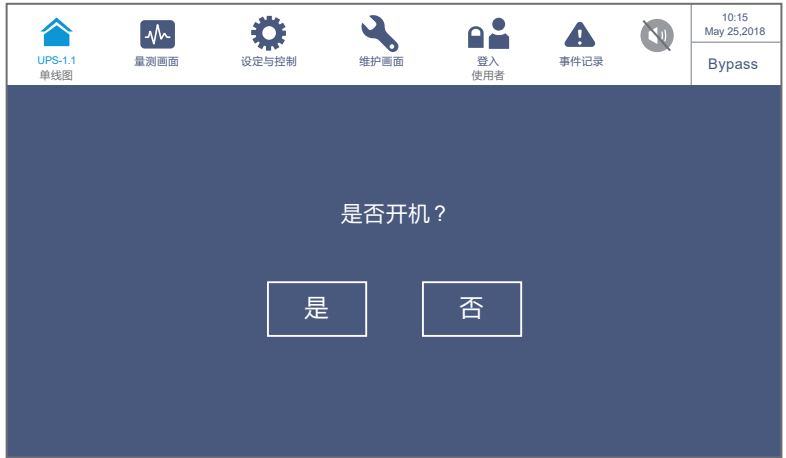 UPS-1.1
单线图
量测画面
设定与控制
维护画面
登入
使用者
事件记录
10:15
May 25,2018
Bypass
是否开机？
是
否